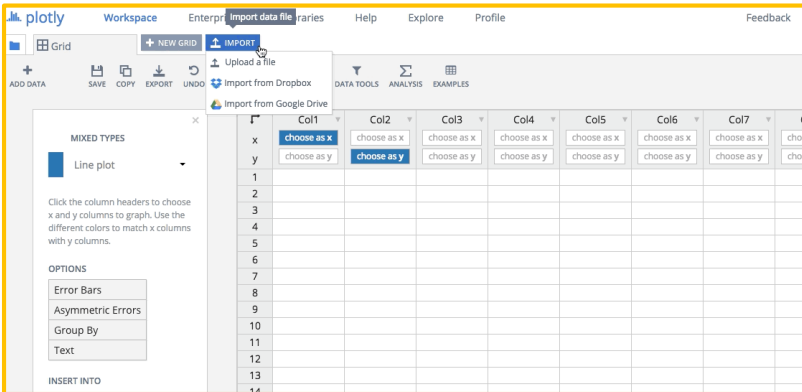 plotly Workspace Enterpr Import data file raries Help Explore Profile Feedback
Grid + NEW GRID IMPORT
Upload a file
Import from Dropbox
Import from Google Drive
ADD DATA SAVE COPY EXPORT UNDO DATA TOOLS ANALYSIS EXAMPLES
Col1 Col2 Col3 Col4 Col5 Col6 Col7
x choose as x choose as x choose as x choose as x choose as x choose as x choose as x cho
y choose as y choose as y choose as y choose as y choose as y choose as y choose as y cho
MIXED TYPES
Line plot
Click the column headers to choose
x and y columns to graph. Use the
different colors to match x columns
with y columns.
OPTIONS
Error Bars
Asymmetric Errors
Group By
Text
INSERT INTO
1
2
3
4
5
6
7
8
9
10
11
12
13
14